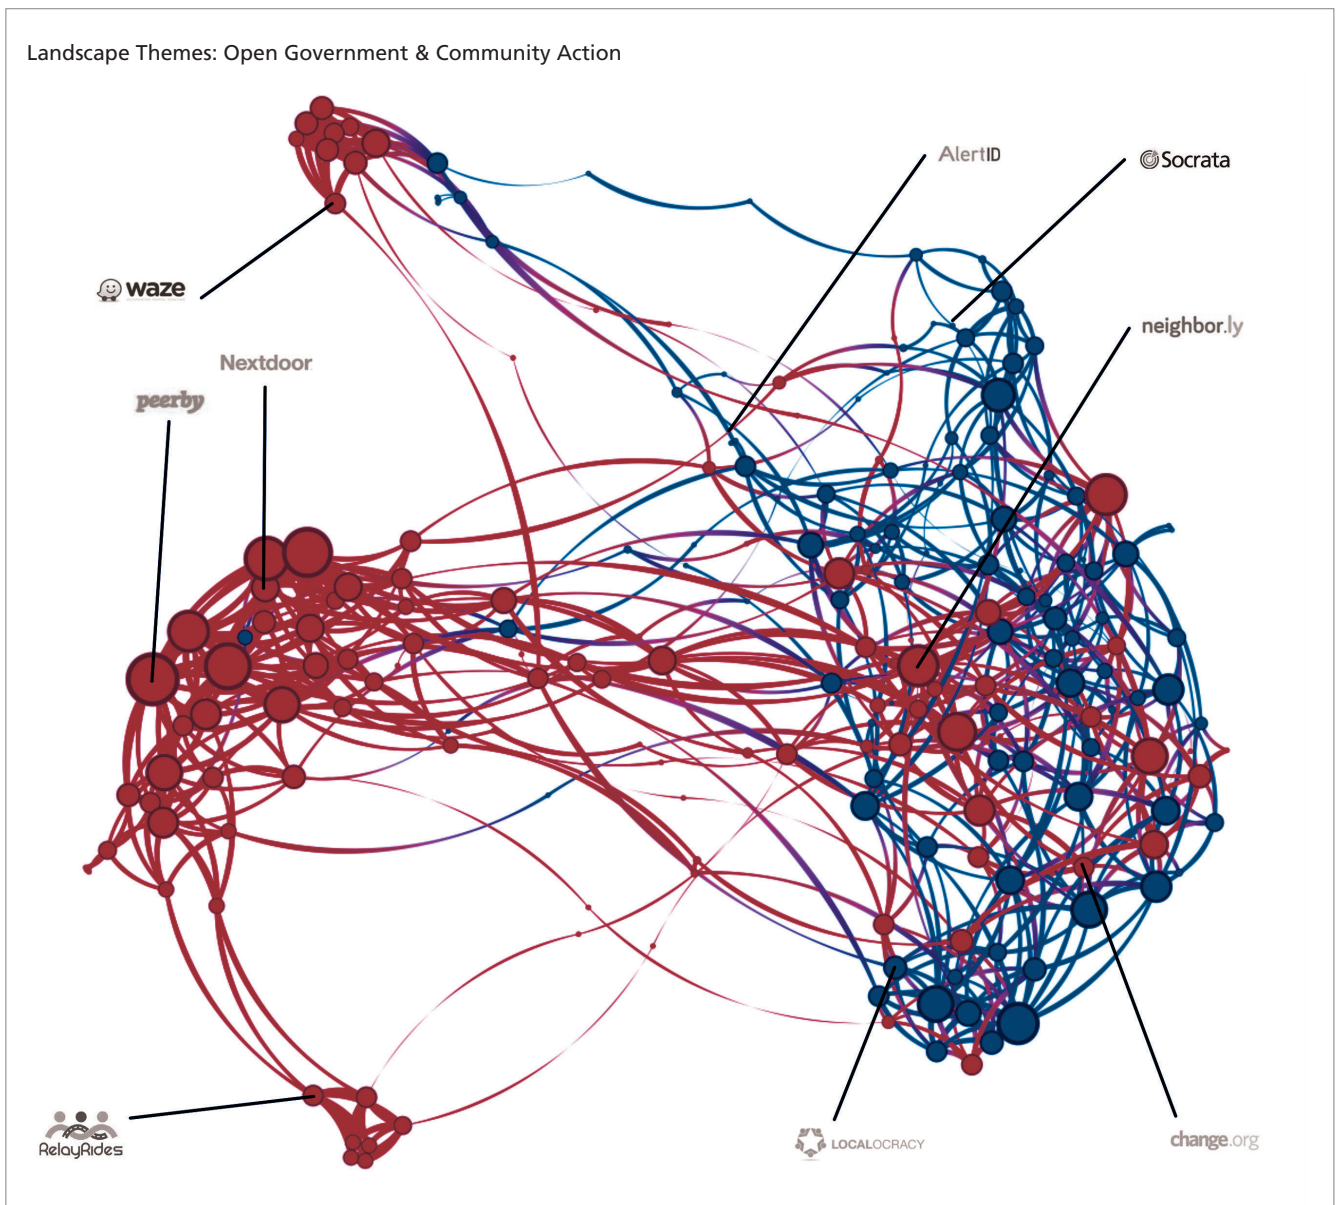 Landscape Themes: Open Government & Community Action
AlertID
Socrata
waze
neighbor.ly
Nextdoor
peerby
RelayRides
LOCALOCRACY
change.org